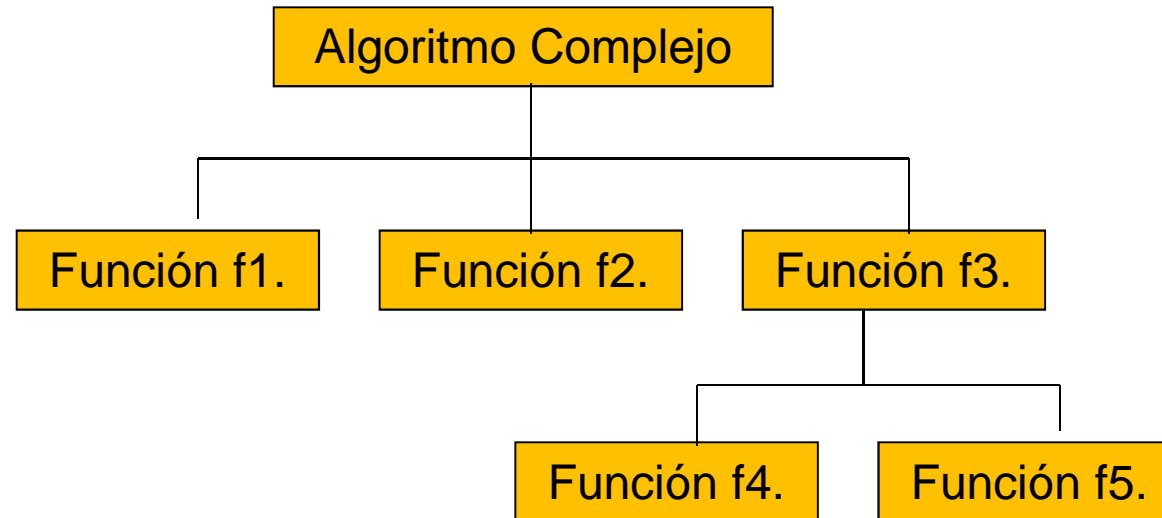 Algoritmo Complejo
Función f1.
Función f2.
Función f3.
Función f4.
Función f5.